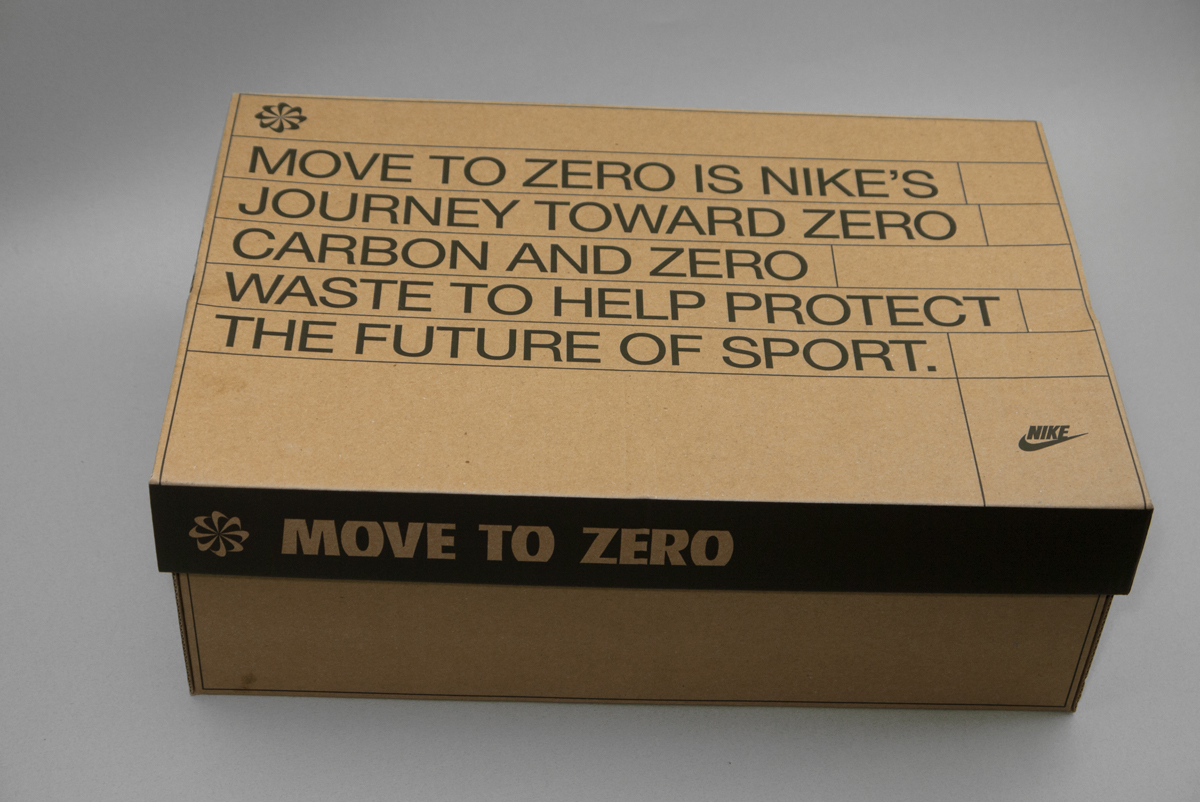 MOVE TO ZERO IS NIKE’S
JOURNEY TOWARD ZERO
CARBON AND ZERO
WASTE TO HELP PROTECT
THE FUTURE OF SPORT.
NIKE
MOVE TO ZERO